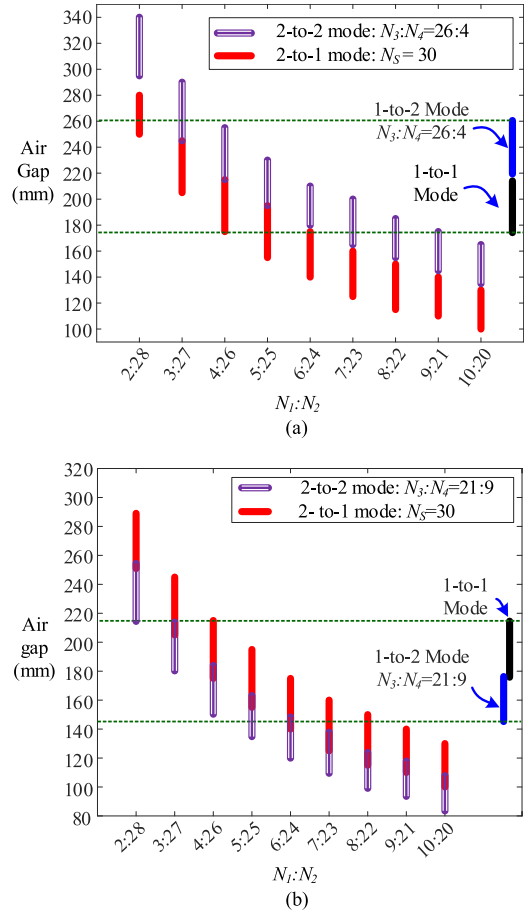 340
2-to-2 mode: N3:N4=26:4
320
2-to-1 mode: NS = 30
300
280
260
1-to-2 Mode
N3:N4=26:4
240
Air
Gap
(mm)
220
1-to-1
Mode
200
180
160
140
120
100
2:28 3:27 4:26 5:25 6:24 7:23 8:22 9:21 10:20
N1:N2
(a)
320
2-to-2 mode: N3:N4=21:9
300
2- to-1 mode: NS=30
280
260
240
1-to-1
Mode
220
Air
gap
(mm)
200
1-to-2 Mode
N3:N4=21:9
180
160
140
120
100
80
2:28 3:27 4:26 5:25 6:24 7:23 8:22 9:21 10:20
N1:N2
(b)